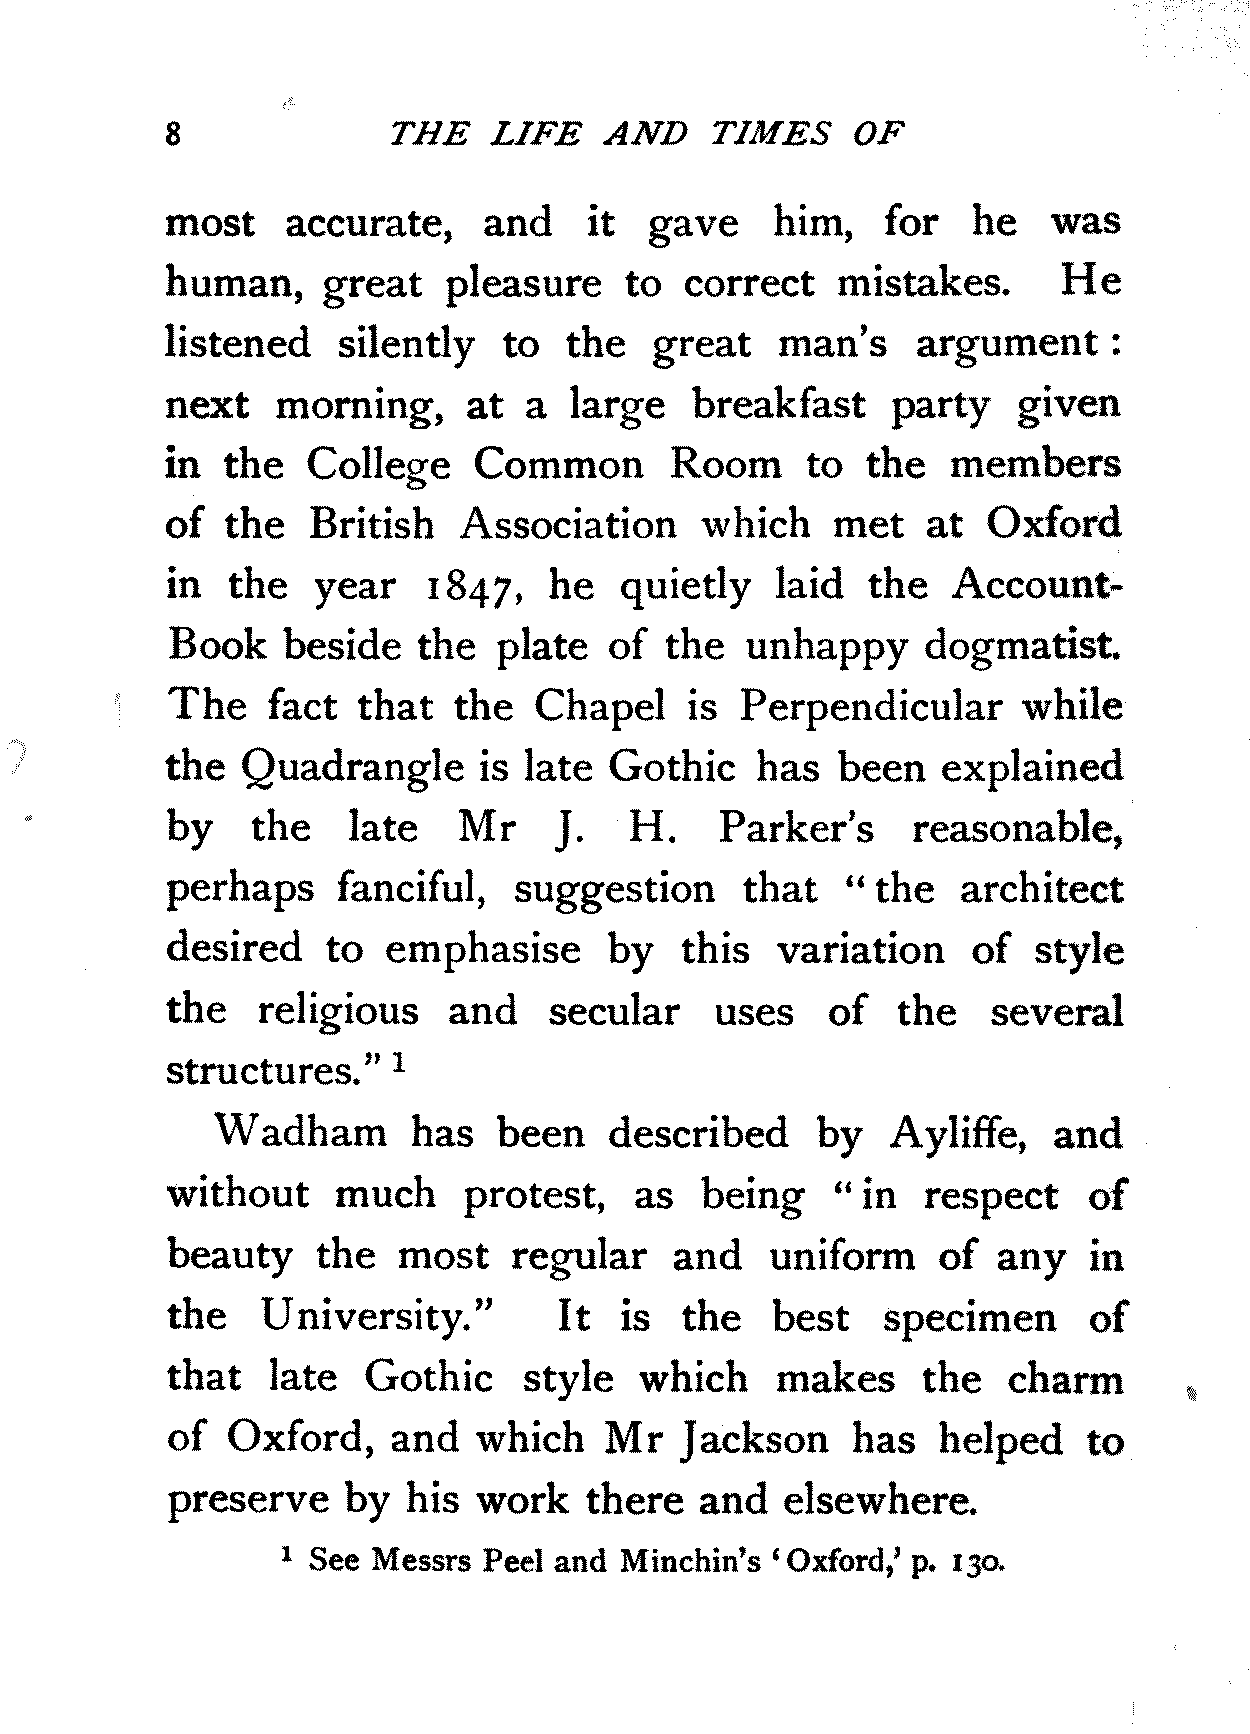 8 THE LIFE AND TIMES OF
most accurate, and it gave him, for he was
human, great pleasure to correct mistakes. He
listened silently to the great man's argument :
next morning, at a large breakfast party given
in the College Common Room to the members
of the British Association which met at Oxford
in the year 1847, he quietly laid the Account-
Book beside the plate of the unhappy dogmatist.
The fact that the Chapel is Perpendicular while
the Quadrangle is late Gothic has been explained
by the late Mr J. H. Parker's reasonable,
perhaps fanciful, suggestion that "the architect
desired to emphasise by this variation of style
the religious and secular uses of the several
structures." ¹
Wadham has been described by Ayliffe, and
without much protest, as being "in respect of
beauty the most regular and uniform of any in
the University." It is the best specimen of
that late Gothic style which makes the charm
of Oxford, and which Mr Jackson has helped to
preserve by his work there and elsewhere.
¹ See Messrs Peel and Minchin's 'Oxford,' p. 130.